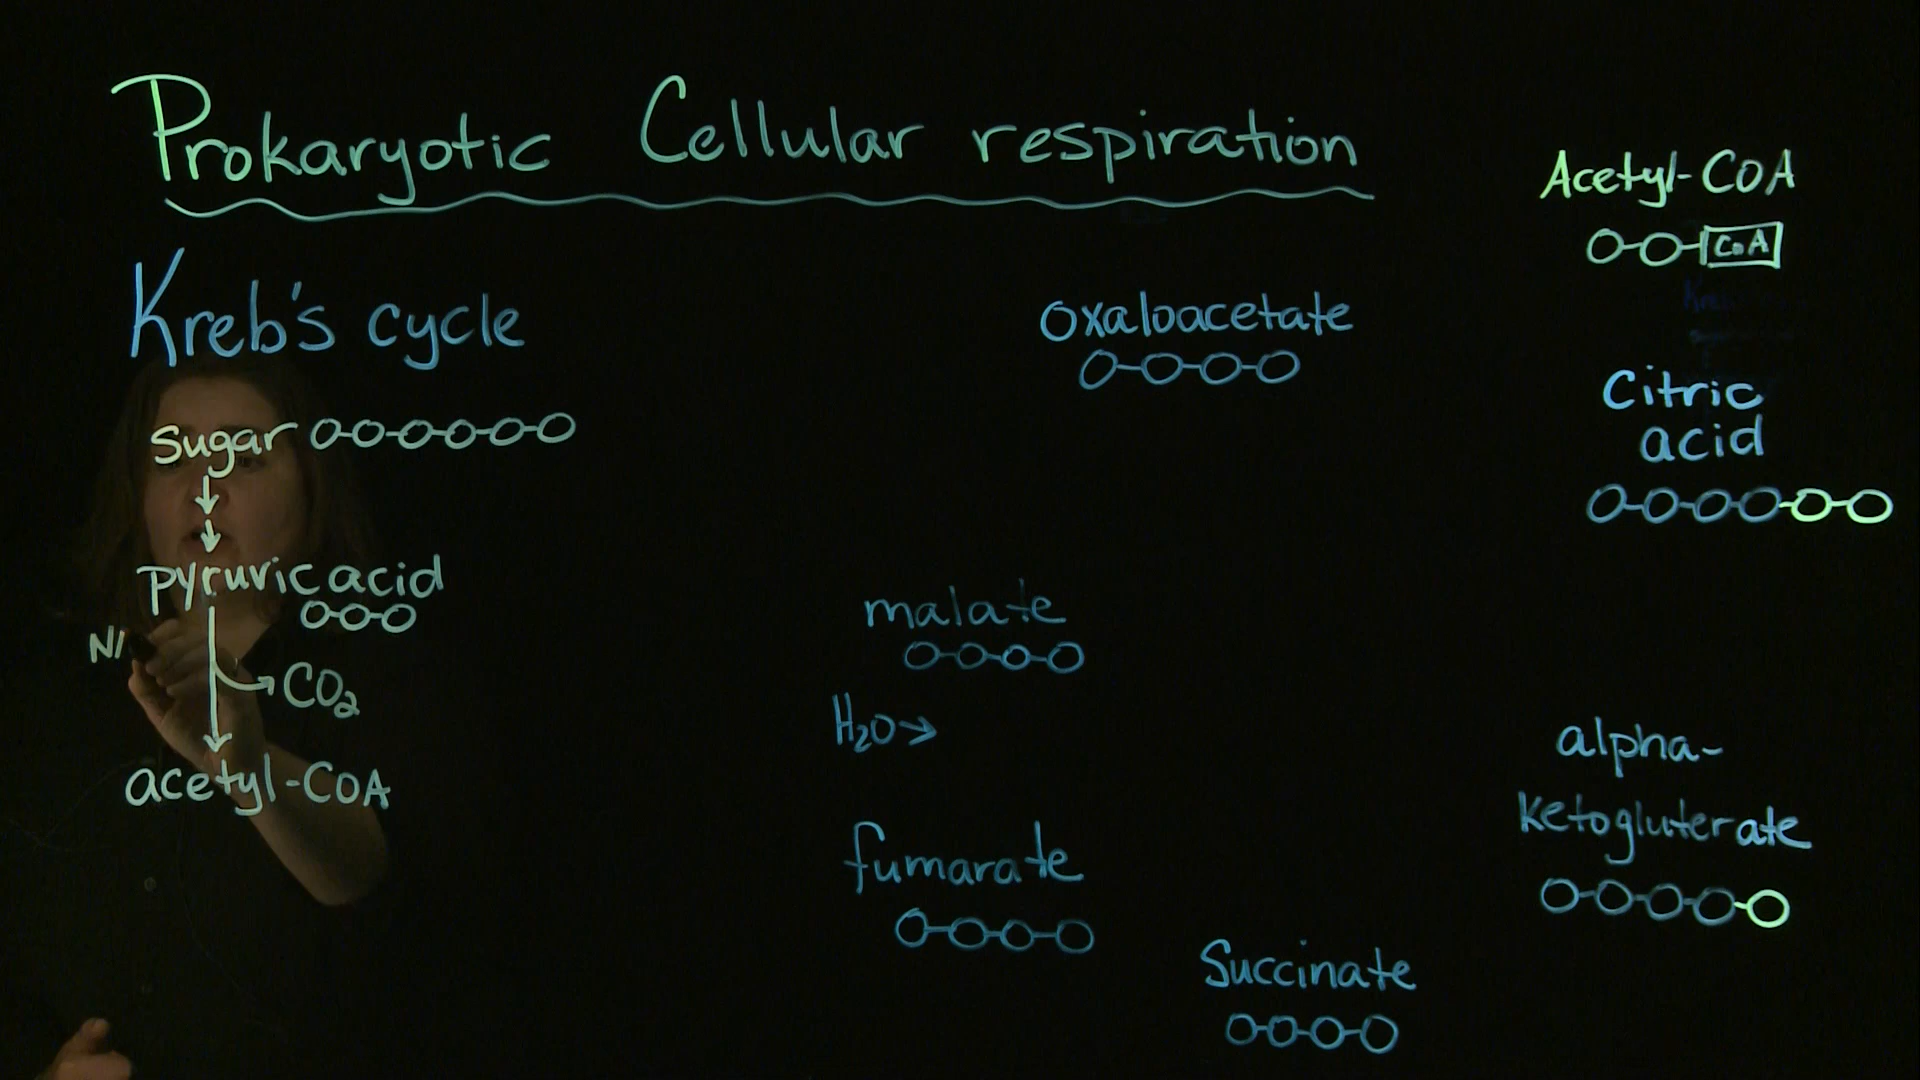 Prokaryotic Cellular respiration
Kreb's cycle
Sugar
pyruvic acid
CO2
acetyl-CoA
oxaloacetate
malate
H2O→
fumarate
Succinate
Acetyl-COA
CoA
Citric
acid
alpha-
ketogluterate